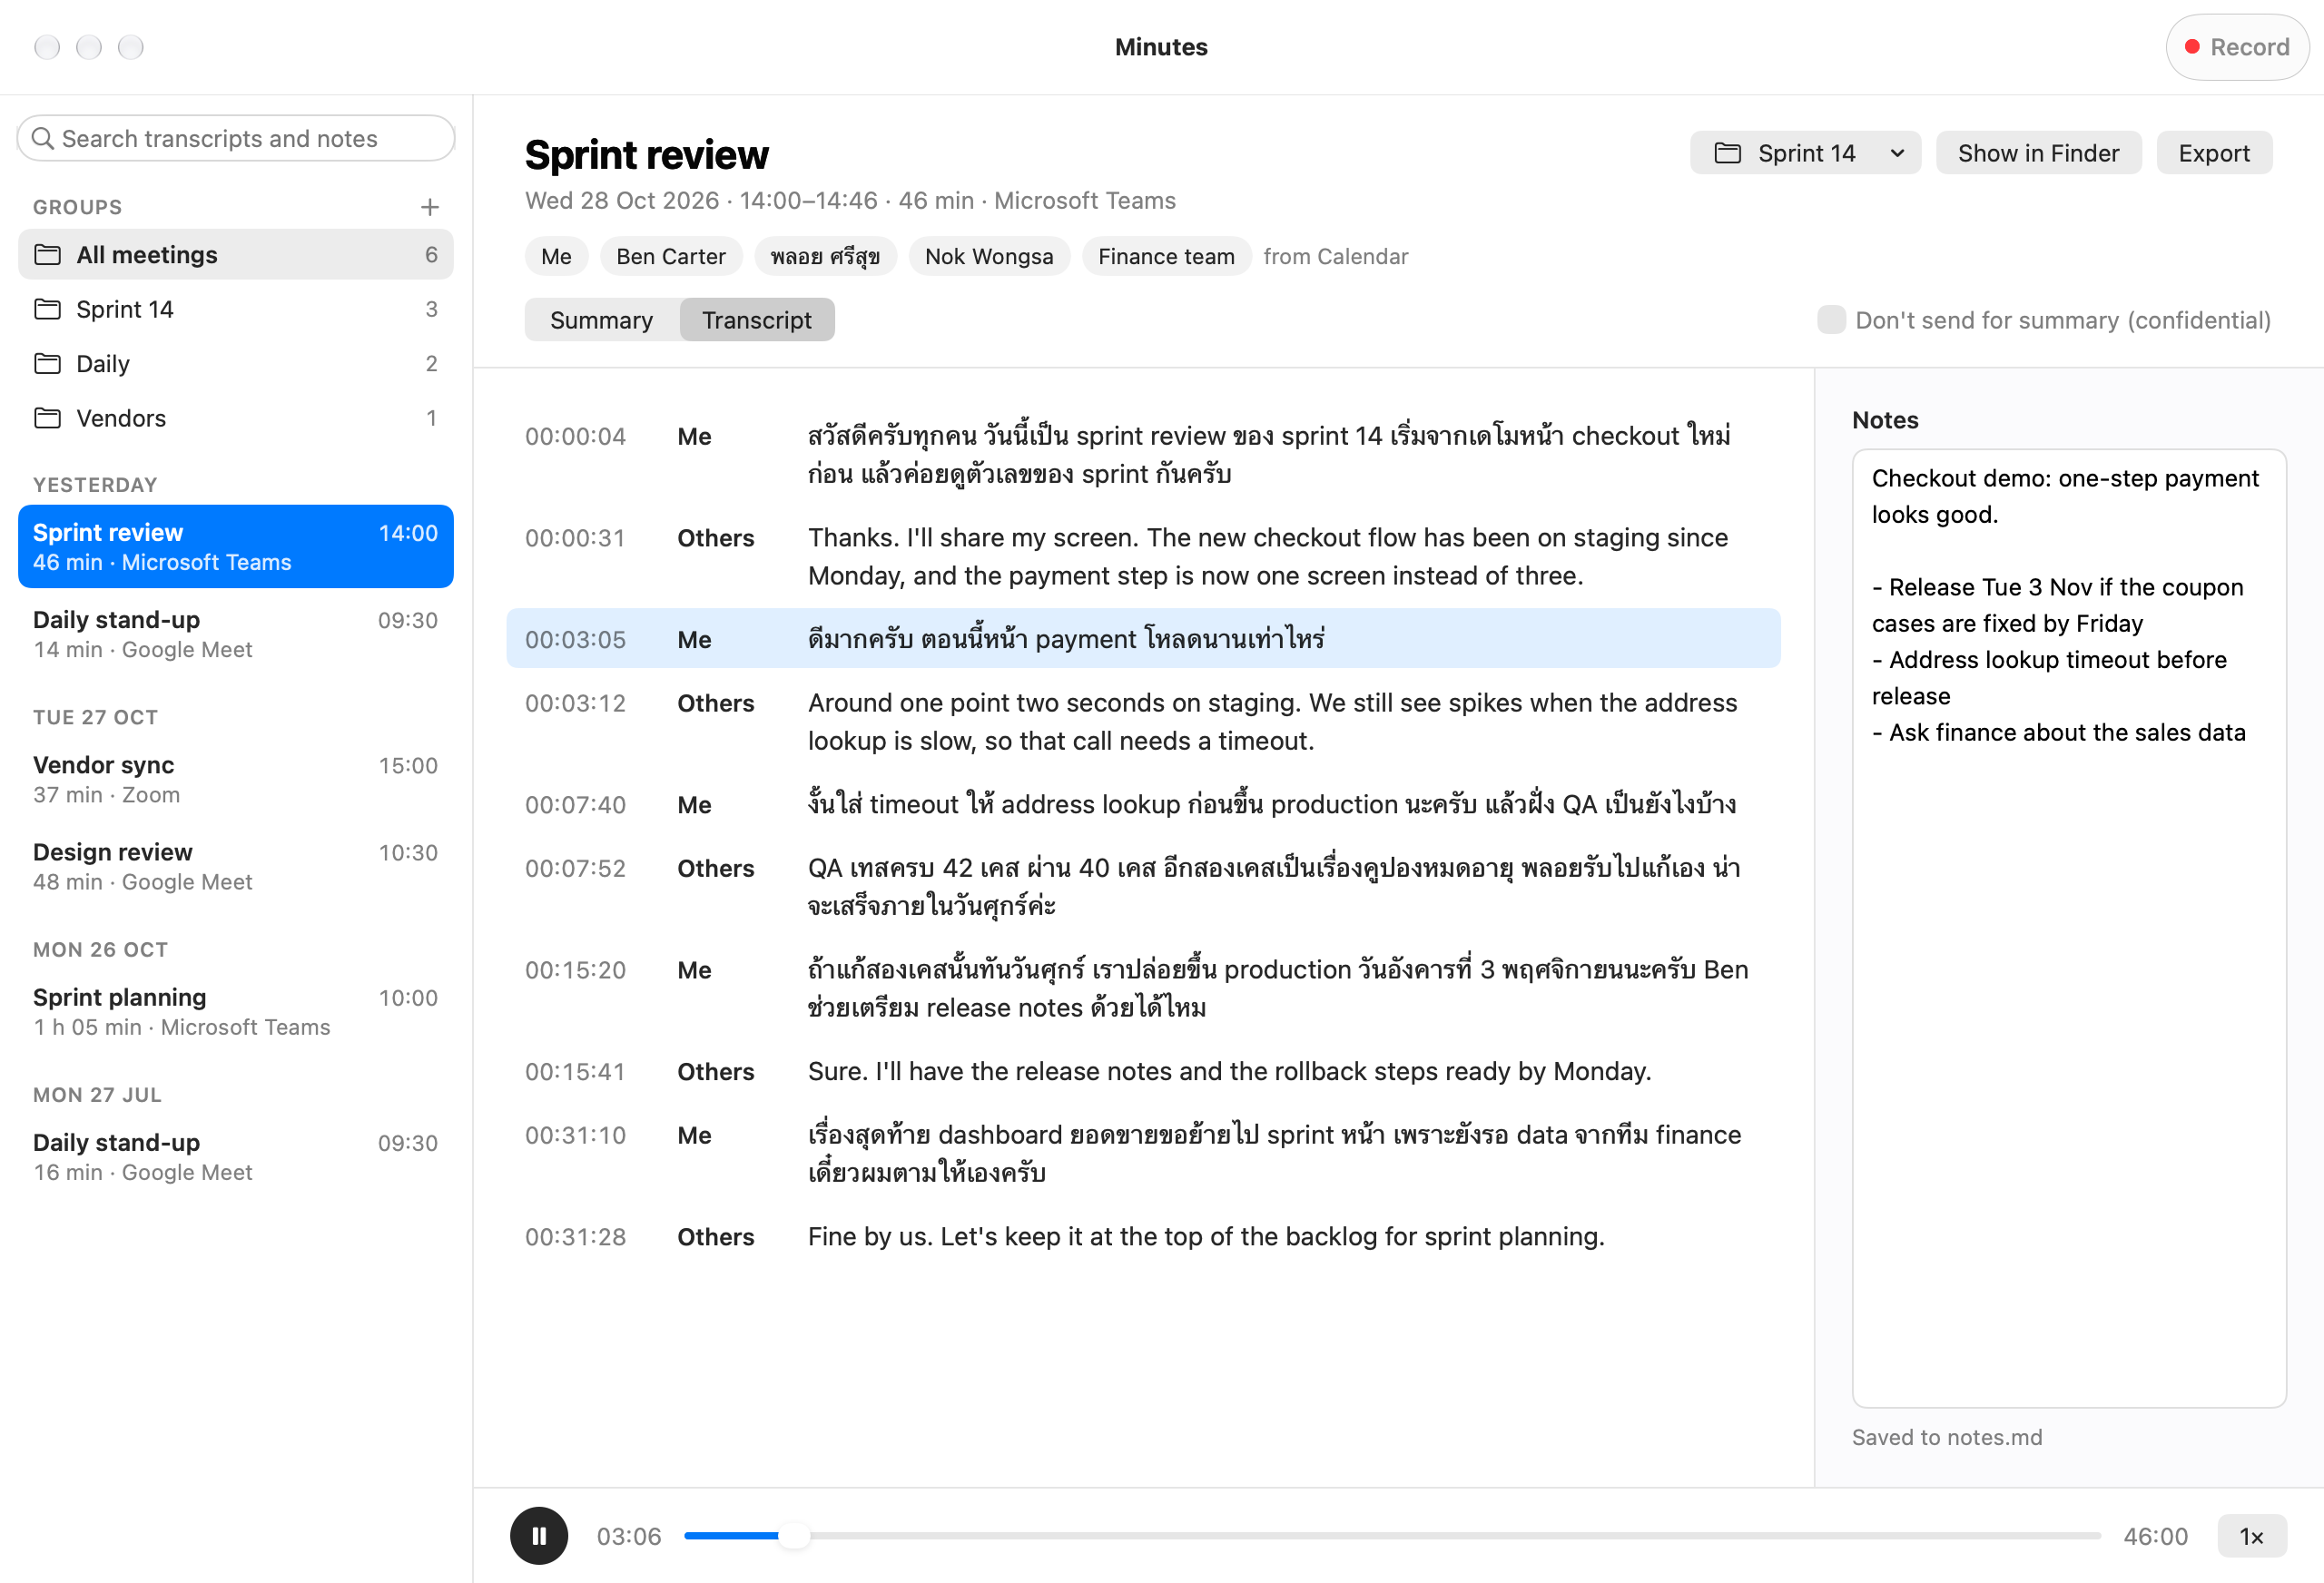 Minutes
Record
Search transcripts and notes
GROUPS
All meetings 6
Sprint 14 3
Daily 2
Vendors 1
YESTERDAY
Sprint review 14:00
46 min · Microsoft Teams
Daily stand-up 09:30
14 min · Google Meet
TUE 27 OCT
Vendor sync 15:00
37 min · Zoom
Design review 10:30
48 min · Google Meet
MON 26 OCT
Sprint planning 10:00
1 h 05 min · Microsoft Teams
MON 27 JUL
Daily stand-up 09:30
16 min · Google Meet
Sprint review
Sprint 14
Show in Finder
Export
Wed 28 Oct 2026 · 14:00–14:46 · 46 min · Microsoft Teams
Me Ben Carter พลอย ศรีสุข Nok Wongsa Finance team from Calendar
Summary Transcript
Don't send for summary (confidential)
00:00:04 Me สวัสดีครับทุกคน วันนี้เป็น sprint review ของ sprint 14 เริ่มจากเดโมหน้า checkout ใหม่
ก่อน แล้วค่อยดูตัวเลขของ sprint กันครับ
00:00:31 Others Thanks. I'll share my screen. The new checkout flow has been on staging since
Monday, and the payment step is now one screen instead of three.
00:03:05 Me ดีมากครับ ตอนนี้หน้า payment โหลดนานเท่าไหร่
00:03:12 Others Around one point two seconds on staging. We still see spikes when the address
lookup is slow, so that call needs a timeout.
00:07:40 Me งั้นใส่ timeout ให้ address lookup ก่อนขึ้น production นะครับ แล้วฝั่ง QA เป็นยังไงบ้าง
00:07:52 Others QA เทสครบ 42 เคส ผ่าน 40 เคส อีกสองเคสเป็นเรื่องคูปองหมดอายุ พลอยรับไปแก้เอง น่า
จะเสร็จภายในวันศุกร์ค่ะ
00:15:20 Me ถ้าแก้สองเคสนั้นทันวันศุกร์ เราปล่อยขึ้น production วันอังคารที่ 3 พฤศจิกายนนะครับ Ben
ช่วยเตรียม release notes ด้วยได้ไหม
00:15:41 Others Sure. I'll have the release notes and the rollback steps ready by Monday.
00:31:10 Me เรื่องสุดท้าย dashboard ยอดขายขอย้ายไป sprint หน้า เพราะยังรอ data จากทีม finance
เดี๋ยวผมตามให้เองครับ
00:31:28 Others Fine by us. Let's keep it at the top of the backlog for sprint planning.
Notes
Checkout demo: one-step payment
looks good.
- Release Tue 3 Nov if the coupon
cases are fixed by Friday
- Address lookup timeout before
release
- Ask finance about the sales data
Saved to notes.md
03:06 46:00 1×